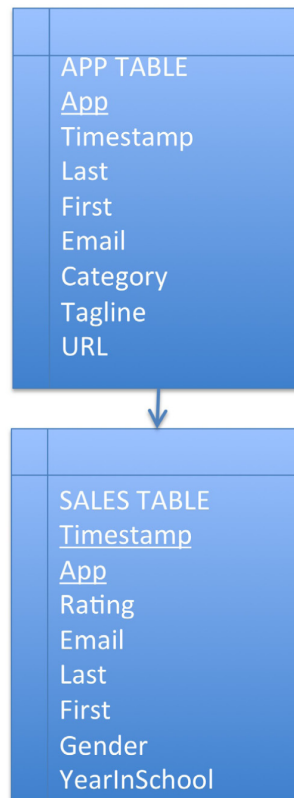 APP TABLE
App
Timestamp
Last
First
Email
Category
Tagline
URL
SALES TABLE
Timestamp
App
Rating
Email
Last
First
Gender
YearInSchool